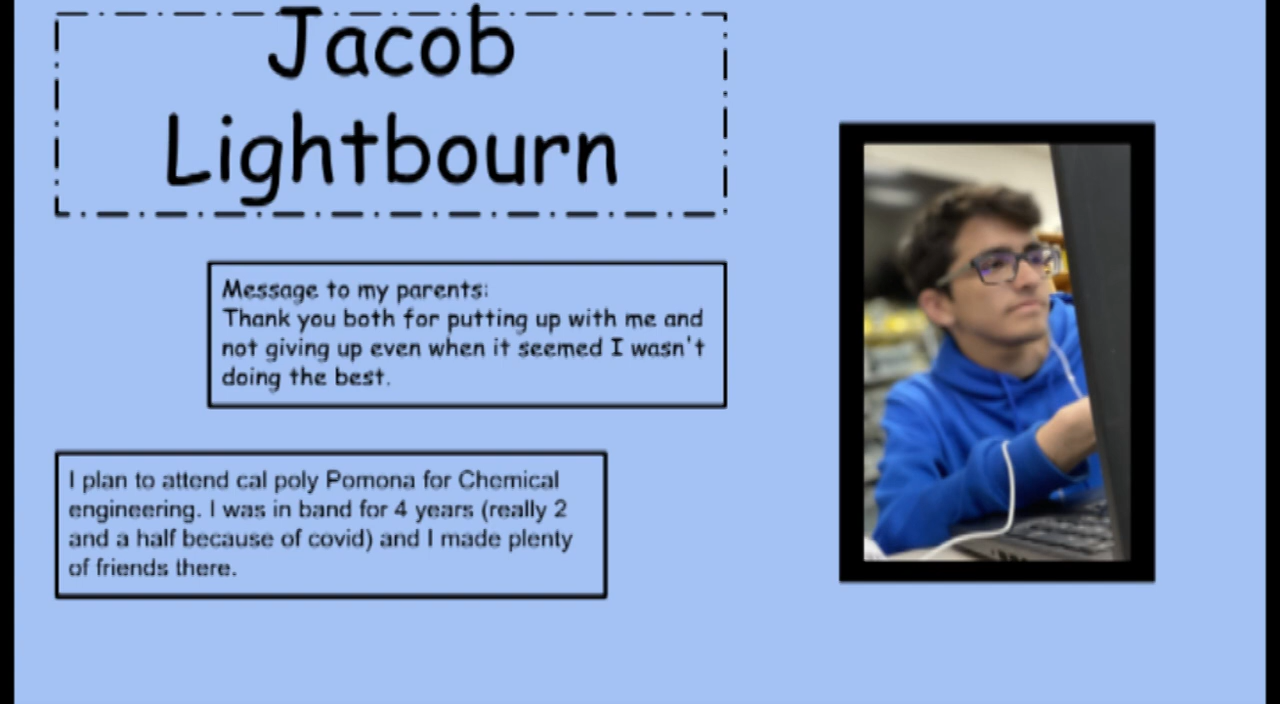 Jacob
Lightbourn
Message to my parents:
Thank you both for putting up with me and
not giving up even when it seemed I wasn't
doing the best.
I plan to attend cal poly Pomona for Chemical
engineering. I was in band for 4 years (really 2
and a half because of covid) and I made plenty
of friends there.